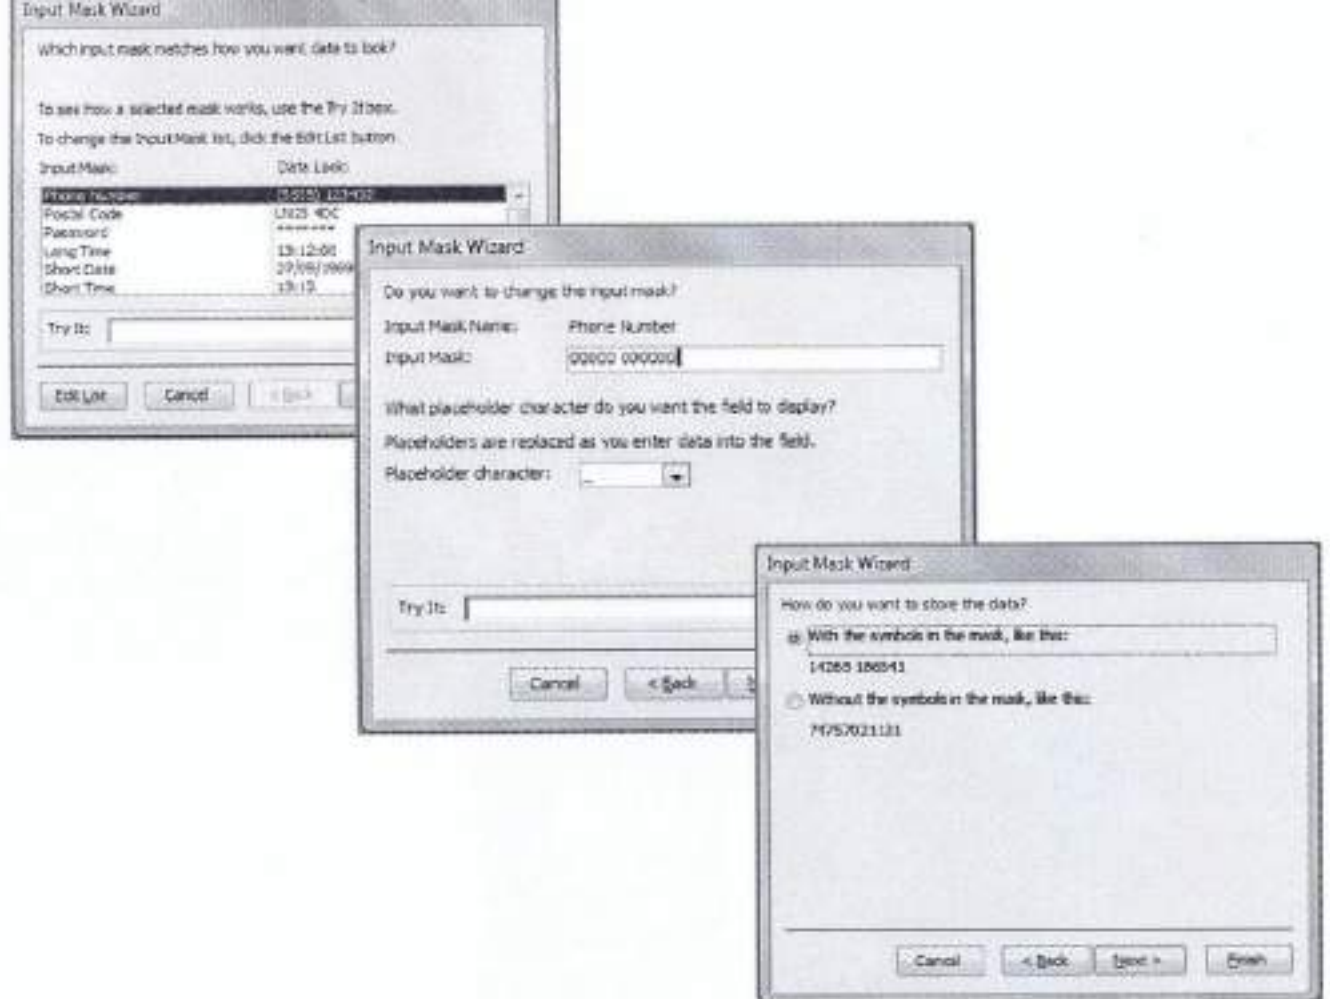 Input Mask Wizard
Which input mask matches how you want data to look?
To see how a selected mask works, use the Try It box.
To change the Input Mask list, click the Edit List button.
Input Mask:
Data Look:
Phone Number
Postal Code
Password
*******
Long Time
13:12:00
Short Date
Short Time
13:12
Try It:
Edit List
Cancel
< Back
Input Mask Wizard
Do you want to change the input mask?
Input Mask Name:
Phone Number
Input Mask:
00000 000000
What placeholder character do you want the field to display?
Placeholders are replaced as you enter data into the field.
Placeholder character:
_
Try It:
Cancel
< Back
Input Mask Wizard
How do you want to store the data?
With the symbols in the mask, like this:
Without the symbols in the mask, like this:
74757021121
Cancel
< Back
Next >
Finish